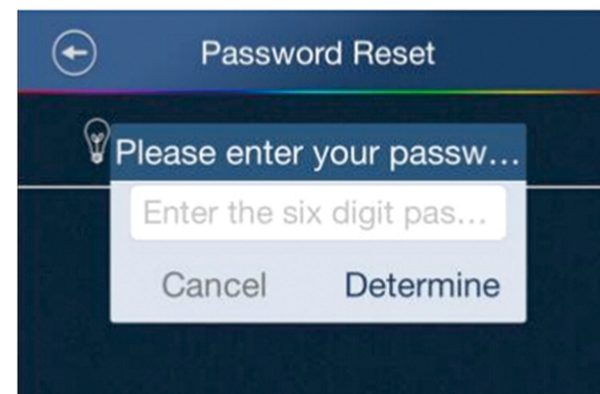 Password Reset
Please enter your passw...
Enter the six digit pas...
Cancel Determine